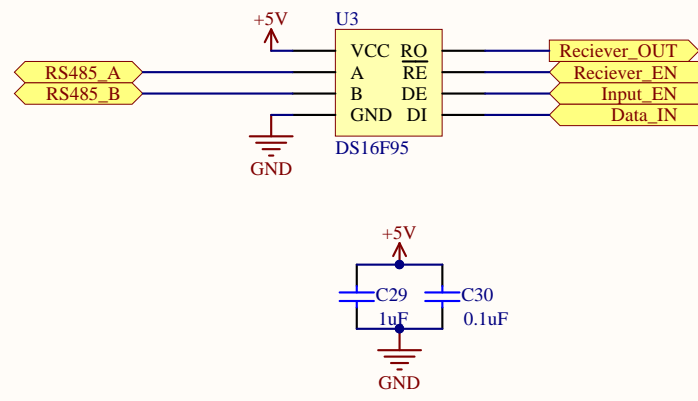 +5V
U3
VCC RO
Reciever_OUT
RS485_A
A RE
Reciever_EN
RS485_B
B DE
Input_EN
GND DI
Data_IN
DS16F95
GND
+5V
C29
C30
1uF
0.1uF
GND